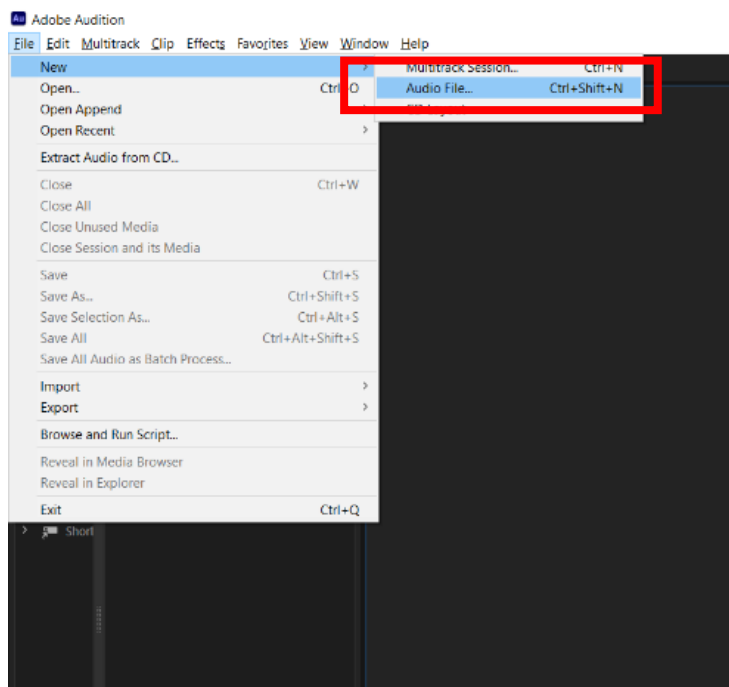 Au Adobe Audition
File Edit Multitrack Clip Effects Favorites View Window Help
New
Multitrack Session... Ctrl+N
Open... Ctrl+O
Audio File... Ctrl+Shift+N
Open Append
Open Recent
Extract Audio from CD...
Close Ctrl+W
Close All
Close Unused Media
Close Session and its Media
Save Ctrl+S
Save As... Ctrl+Shift+S
Save Selection As... Ctrl+Alt+S
Save All Ctrl+Alt+Shift+S
Save All Audio as Batch Process...
Import
Export
Browse and Run Script...
Reveal in Media Browser
Reveal in Explorer
Exit Ctrl+Q
Short